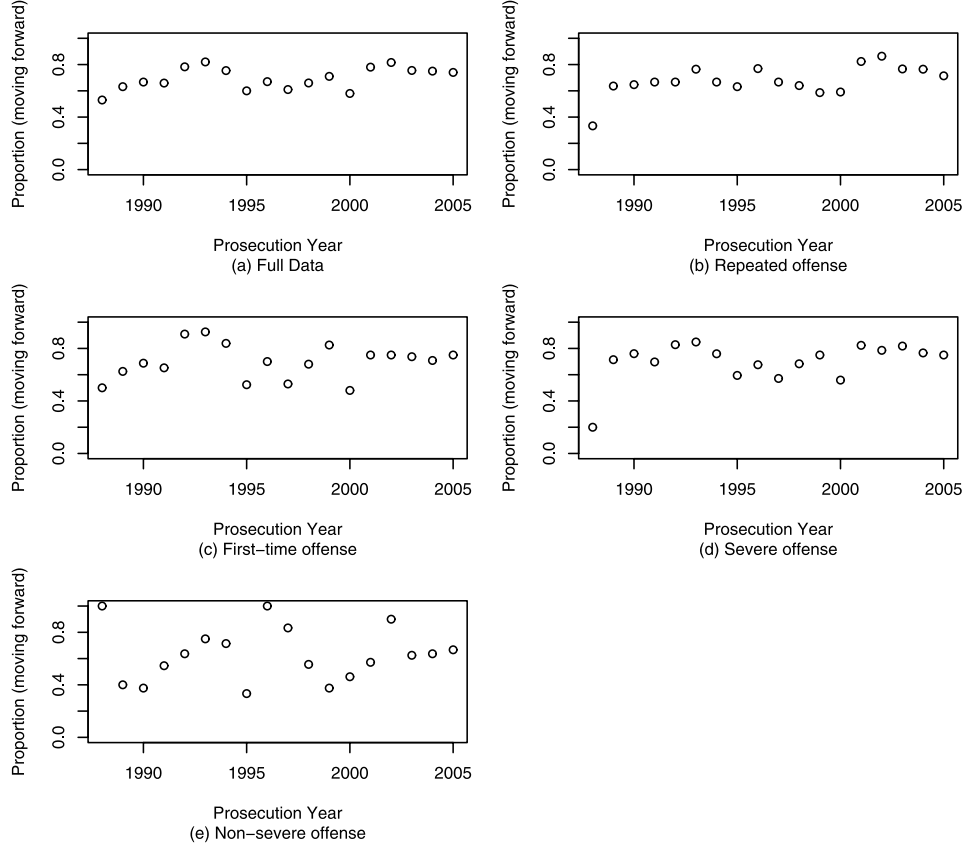 Proportion (moving forward)
0.0 0.4 0.8
1990 1995 2000 2005
Prosecution Year
(a) Full Data
Proportion (moving forward)
0.0 0.4 0.8
1990 1995 2000 2005
Prosecution Year
(b) Repeated offense
Proportion (moving forward)
0.0 0.4 0.8
1990 1995 2000 2005
Prosecution Year
(c) First−time offense
Proportion (moving forward)
0.0 0.4 0.8
1990 1995 2000 2005
Prosecution Year
(d) Severe offense
Proportion (moving forward)
0.0 0.4 0.8
1990 1995 2000 2005
Prosecution Year
(e) Non−severe offense